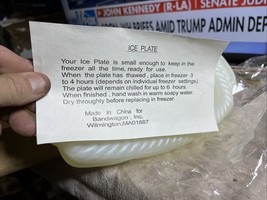 JOHN KENNEDY (R-LA) | SENATE JUD
BRIEFS AMID TRUMP ADMIN DEF
ICE PLATE
Your Ice Plate is small enough to keep in the
freezer all the time, ready for use.
When the plate has thawed , place in freezer 3
to 4 hours (depends on individual freezer settings).
The plate will remain chilled for up to 6 hours
When finished , hand wash in warm soapy water.
Dry throughly before replacing in freezer.
Made in China for
Bandwagon , Inc.
Wilmington,MA01887